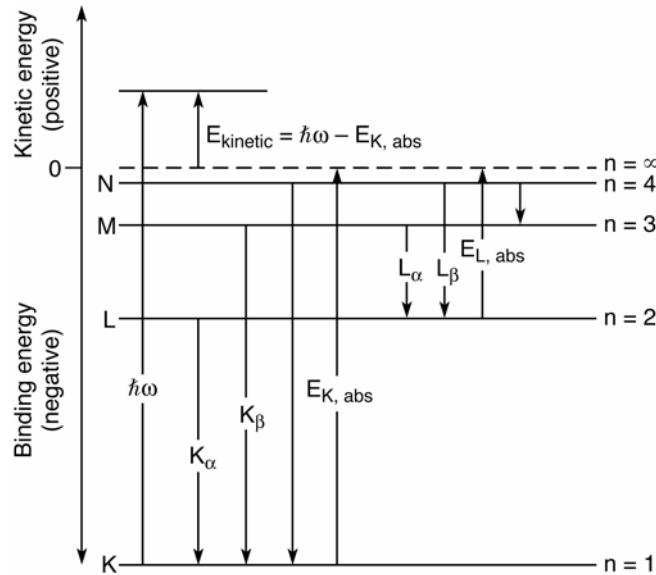 Kinetic energy
(positive)
E_kinetic = ℏω – E_K, abs
0
n = ∞
N
n = 4
M
n = 3
L_α
L_β
E_L, abs
L
n = 2
Binding energy
(negative)
ℏω
K_α
K_β
E_K, abs
K
n = 1